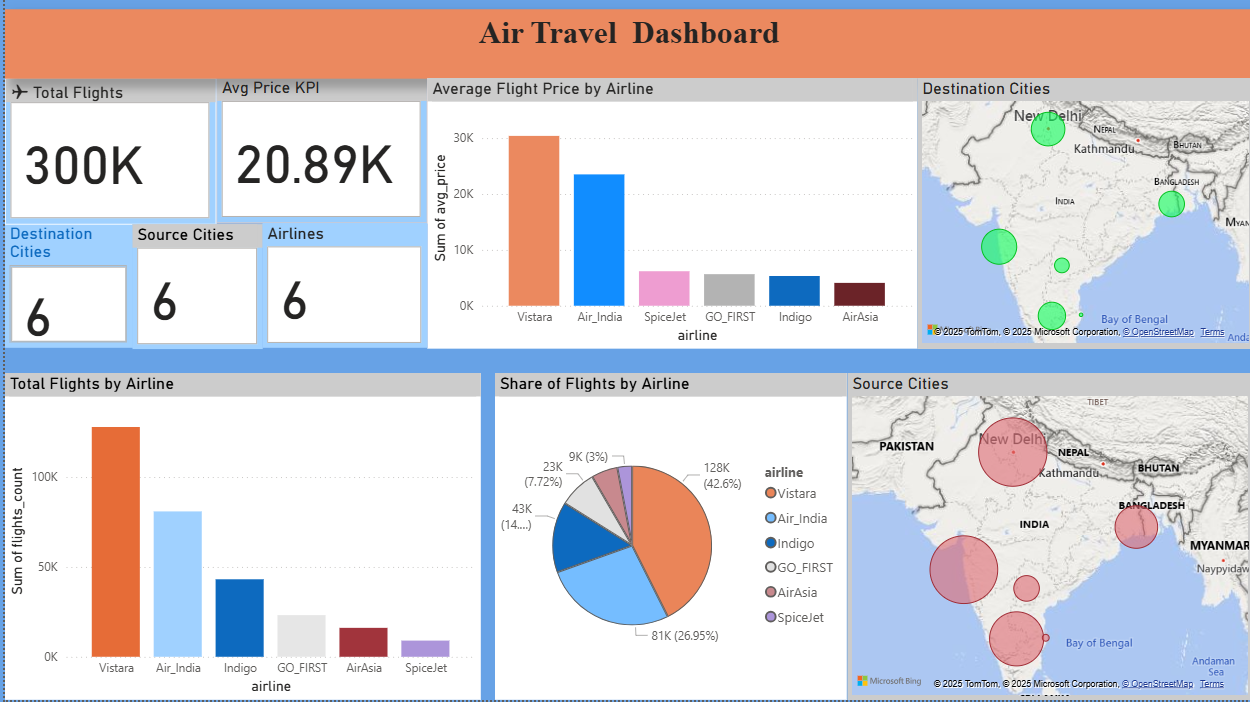 Air Travel  Dashboard
✈ Total Flights
300K
Avg Price KPI
20.89K
Destination
Cities
6
Source Cities
6
Airlines
6
Average Flight Price by Airline
Sum of avg_price
30K
20K
10K
0K
Vistara
Air_India
SpiceJet
GO_FIRST
Indigo
AirAsia
airline
Destination Cities
New Delhi
NEPAL
Kathmandu
BHUTAN
BANGLADESH
INDIA
MYAN
Bay of Bengal
Anda
© 2025 TomTom, © 2025 Microsoft Corporation, © OpenStreetMap Terms
Total Flights by Airline
Sum of flights_count
100K
50K
0K
Vistara
Air_India
Indigo
GO_FIRST
AirAsia
SpiceJet
airline
Share of Flights by Airline
9K (3%)
23K
(7.72%)
43K
(14....)
128K
(42.6%)
81K (26.95%)
airline
Vistara
Air_India
Indigo
GO_FIRST
AirAsia
SpiceJet
Source Cities
TIBET
PAKISTAN
New Delhi
NEPAL
Kathmandu
BHUTAN
BANGLADESH
INDIA
MYANMAR
Naypyidaw
Bay of Bengal
Andaman
Sea
Microsoft Bing
© 2025 TomTom, © 2025 Microsoft Corporation, © OpenStreetMap Terms